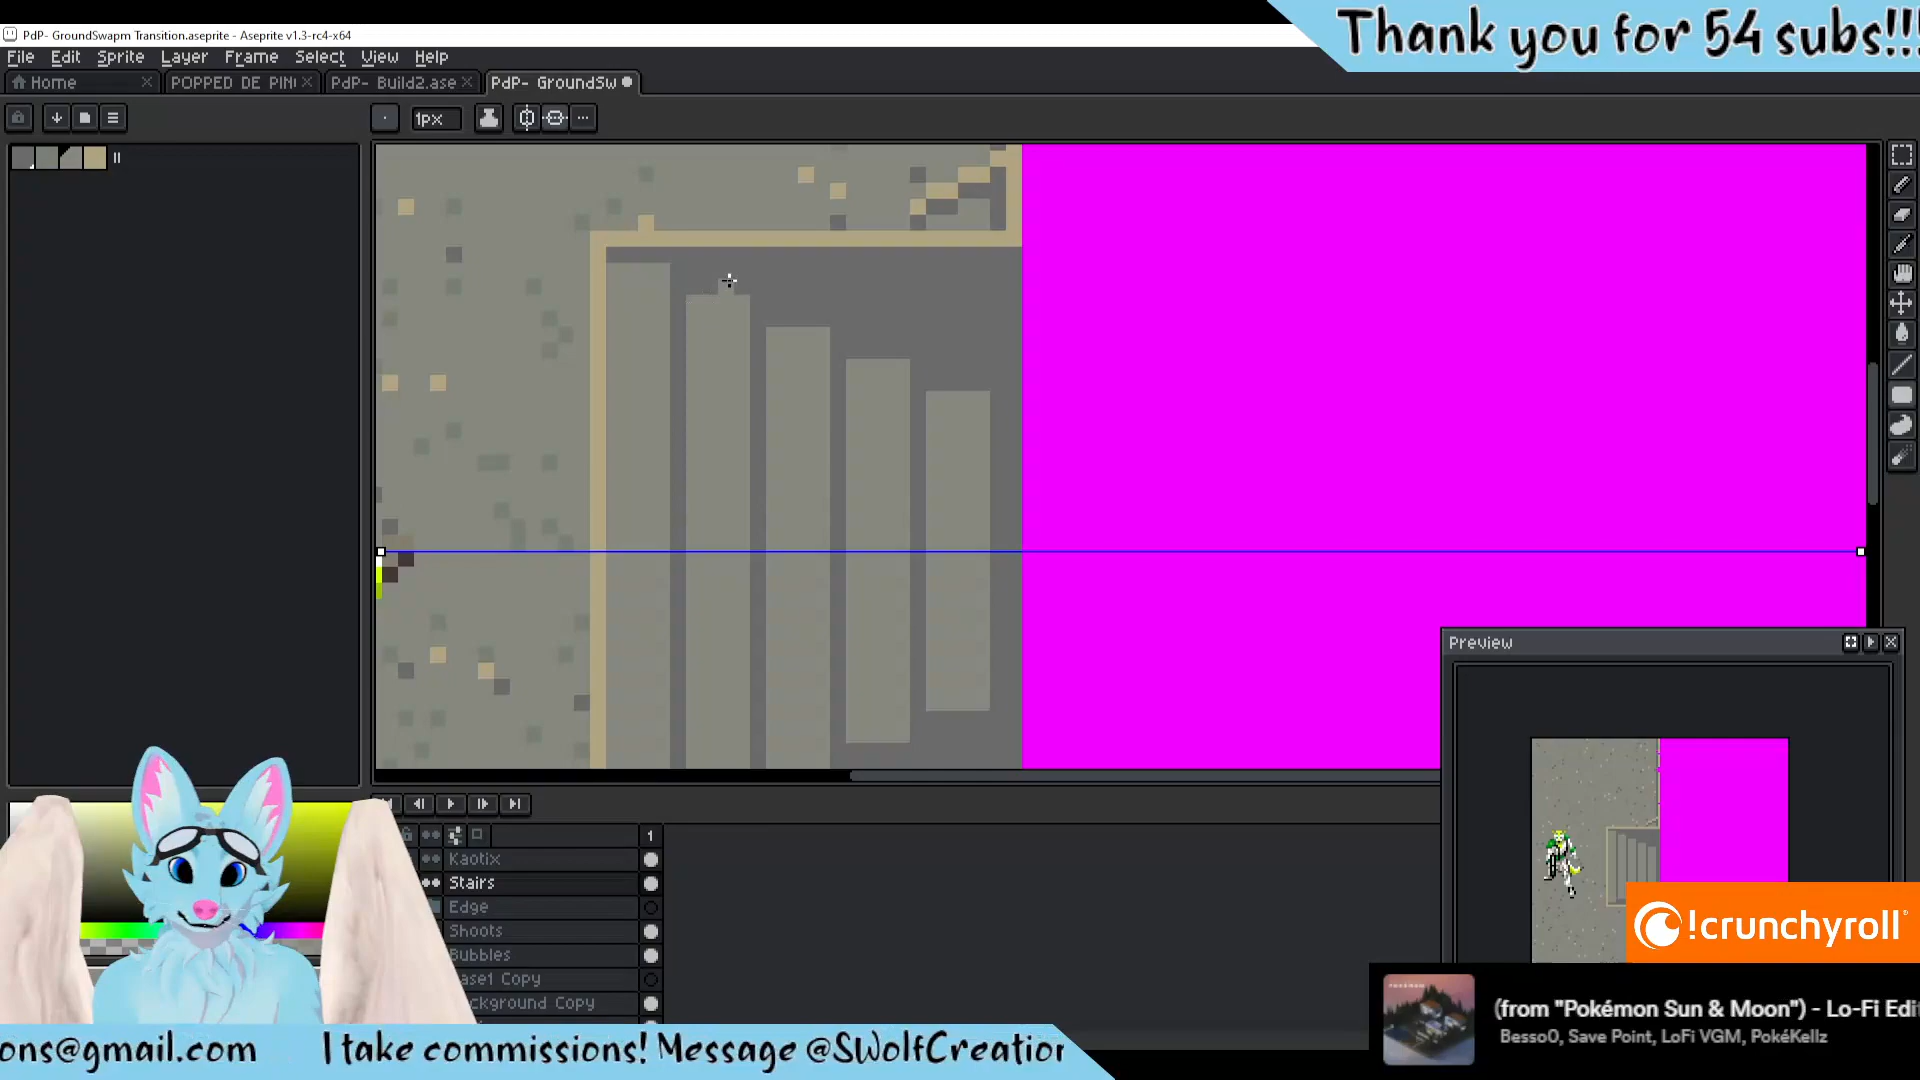 Thank you for 54 subs!!!
PdP- GroundSwapm Transition.aseprite - Aseprite v1.3-rc4-x64
File Edit Sprite Layer Frame Select View Help
Home
POPPED DE PIN
PdP- Build2.ase
PdP- GroundSw
1px
Preview
1
Kaotix
Stairs
Edge
Shoots
Bubbles
ase1 Copy
ckground Copy
!crunchyroll
(from "Pokémon Sun & Moon") - Lo-Fi Edi
BessoO, Save Point, LoFi VGM, PokéKellz
ons@gmail.com
I take commissions! Message @SWolfCreation